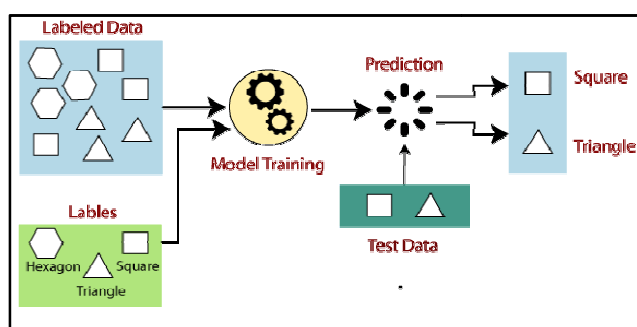 Labeled Data
Prediction
Square
Model Training
Triangle
Lables
Hexagon
Square
Triangle
Test Data